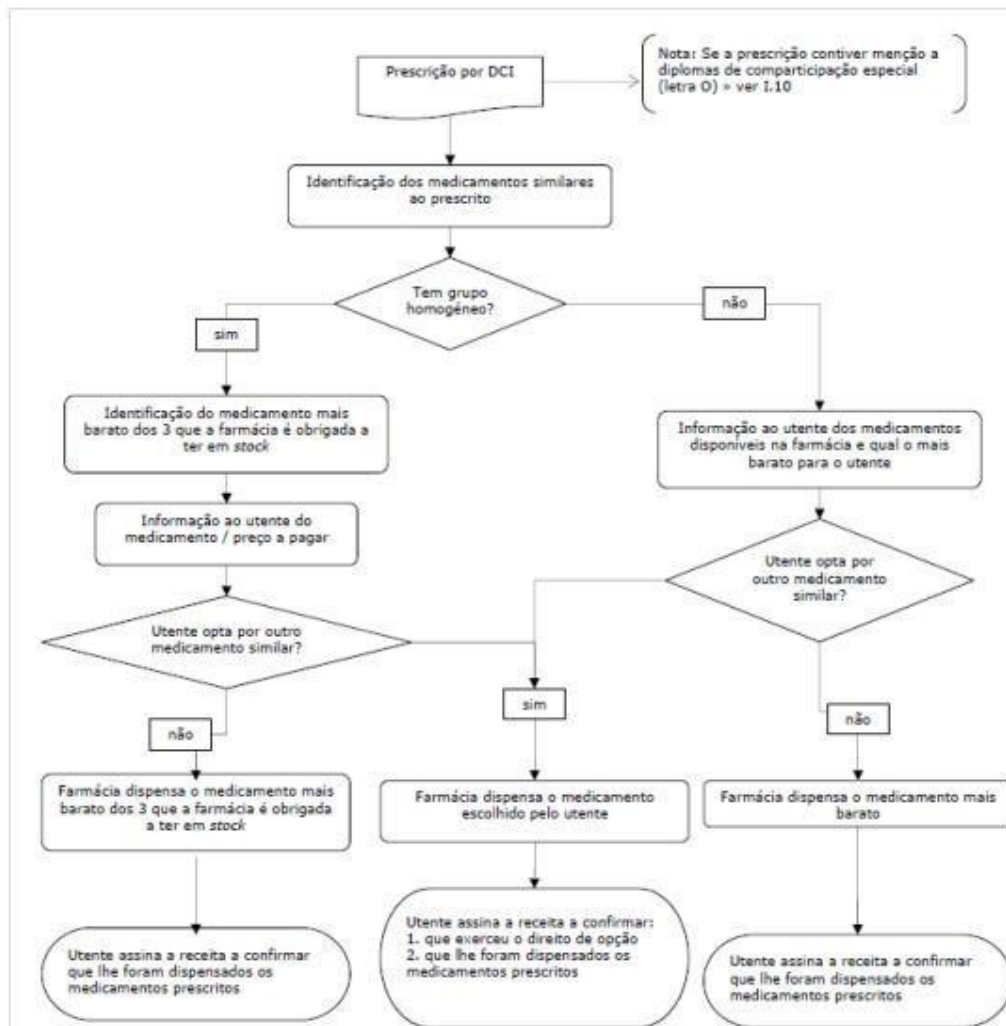 Prescrição por DCI
Nota: Se a prescrição contiver menção a
diplomas de comparticipação especial
(letra O) » ver I.10
Identificação dos medicamentos similares
ao prescrito
Tem grupo
homogéneo?
sim
não
Identificação do medicamento mais
barato dos 3 que a farmácia é obrigada a
ter em stock
Informação ao utente dos medicamentos
disponíveis na farmácia e qual o mais
barato para o utente
Informação ao utente do
medicamento / preço a pagar
Utente opta por
outro medicamento
similar?
Utente opta por outro
medicamento similar?
sim
não
não
Farmácia dispensa o medicamento mais
barato dos 3 que a farmácia é obrigada
a ter em stock
Farmácia dispensa o medicamento
escolhido pelo utente
Farmácia dispensa o medicamento mais
barato
Utente assina a receita a confirmar
que lhe foram dispensados os
medicamentos prescritos
Utente assina a receita a confirmar:
1. que exerceu o direito de opção
2. que lhe foram dispensados os
medicamentos prescritos
Utente assina a receita a confirmar
que lhe foram dispensados os
medicamentos prescritos